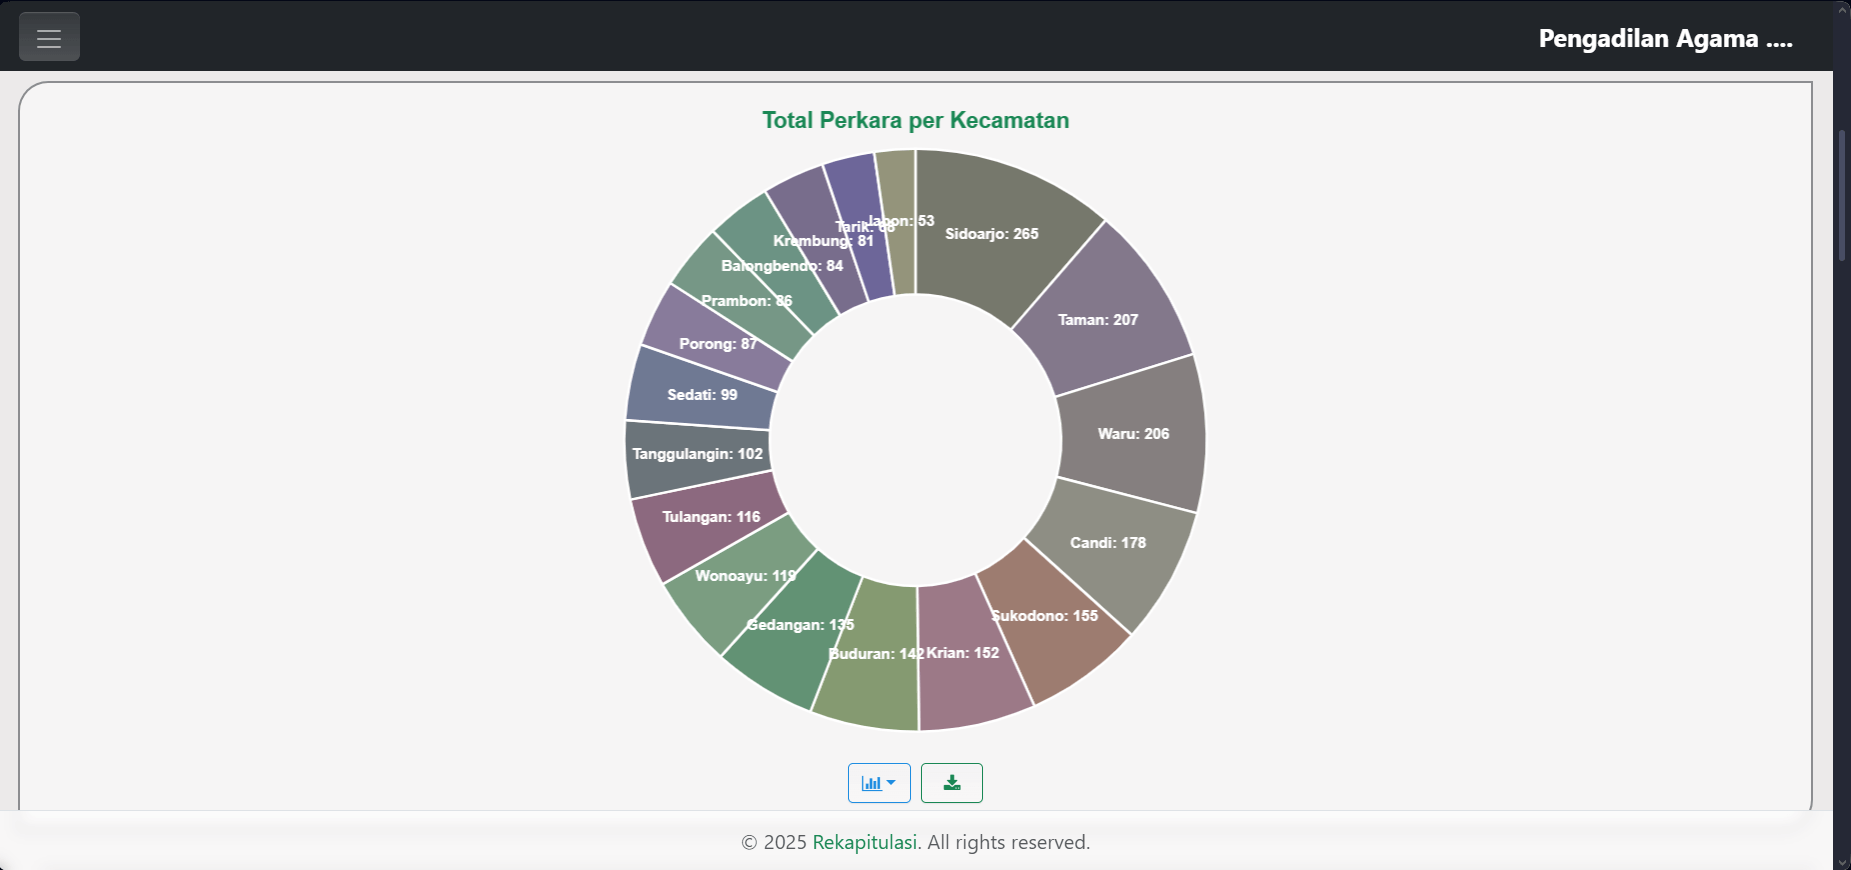 Pengadilan Agama ....
Total Perkara per Kecamatan
Sidoarjo: 265
Taman: 207
Waru: 206
Candi: 178
Sukodono: 155
Krian: 152
Buduran: 142
Gedangan: 135
Wonoayu: 119
Tulangan: 116
Tanggulangin: 102
Sedati: 99
Porong: 87
Prambon: 86
Balongbendo: 84
Krembung: 81
Tarik: 68
Jabon: 53
© 2025 Rekapitulasi. All rights reserved.